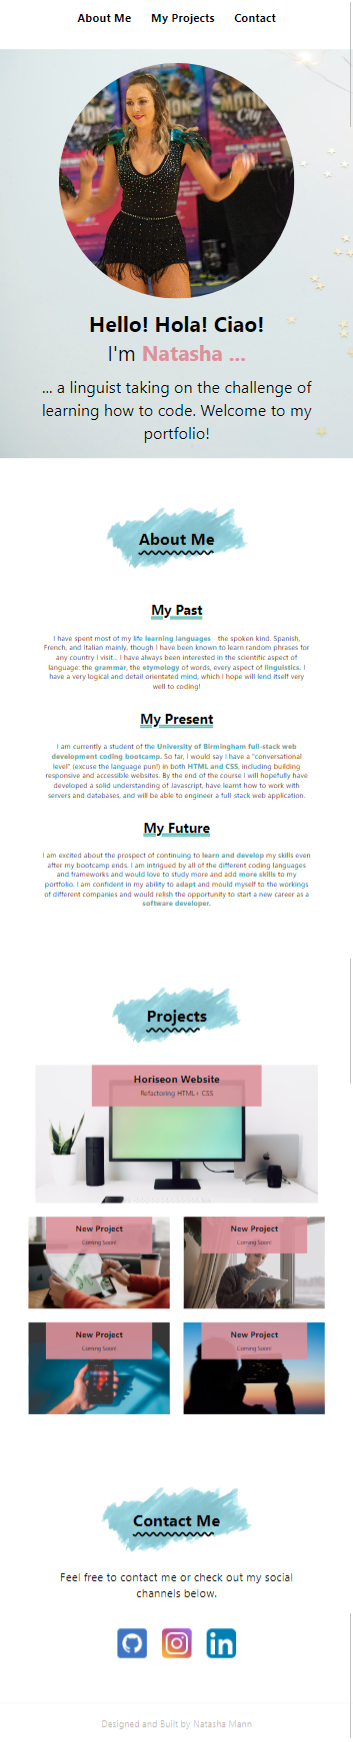 About Me My Projects Contact
MOTION
City
Hello! Hola! Ciao!
I'm Natasha ...
... a linguist taking on the challenge of
learning how to code. Welcome to my
portfolio!
About Me
My Past
I have spent most of my life learning languages the spoken kind. Spanish,
French, and Italian mainly, though I have been known to learn random phrases for
any country I visit... I have always been interested in the scientific aspect of
language: the grammar, the etymology of words, every aspect of linguistics. I
have a very logical and detail orientated mind, which I hope will lend itself very
well to coding!
My Present
I am currently a student of the University of Birmingham full-stack web
development coding bootcamp. So far, I would say I have a "conversational
level" (excuse the language pun!) in both HTML and CSS, including building
responsive and accessible websites. By the end of the course I will hopefully have
developed a solid understanding of Javascript, have learnt how to work with
servers and databases, and will be able to engineer a full stack web application.
My Future
I am excited about the prospect of continuing to learn and develop my skills even
after my bootcamp ends. I am intrigued by all of the different coding languages
and frameworks and would love to study more and add more skills to my
portfolio. I am confident in my ability to adapt and mould myself to the workings
of different companies and would relish the opportunity to start a new career as a
software developer.
Projects
Horiseon Website
Refactoring HTML + CSS
New Project New Project
Coming Soon! Coming Soon!
New Project New Project
Coming Soon! Coming Soon!
Contact Me
Feel free to contact me or check out my social
channels below.
in
Designed and Built by Natasha Mann